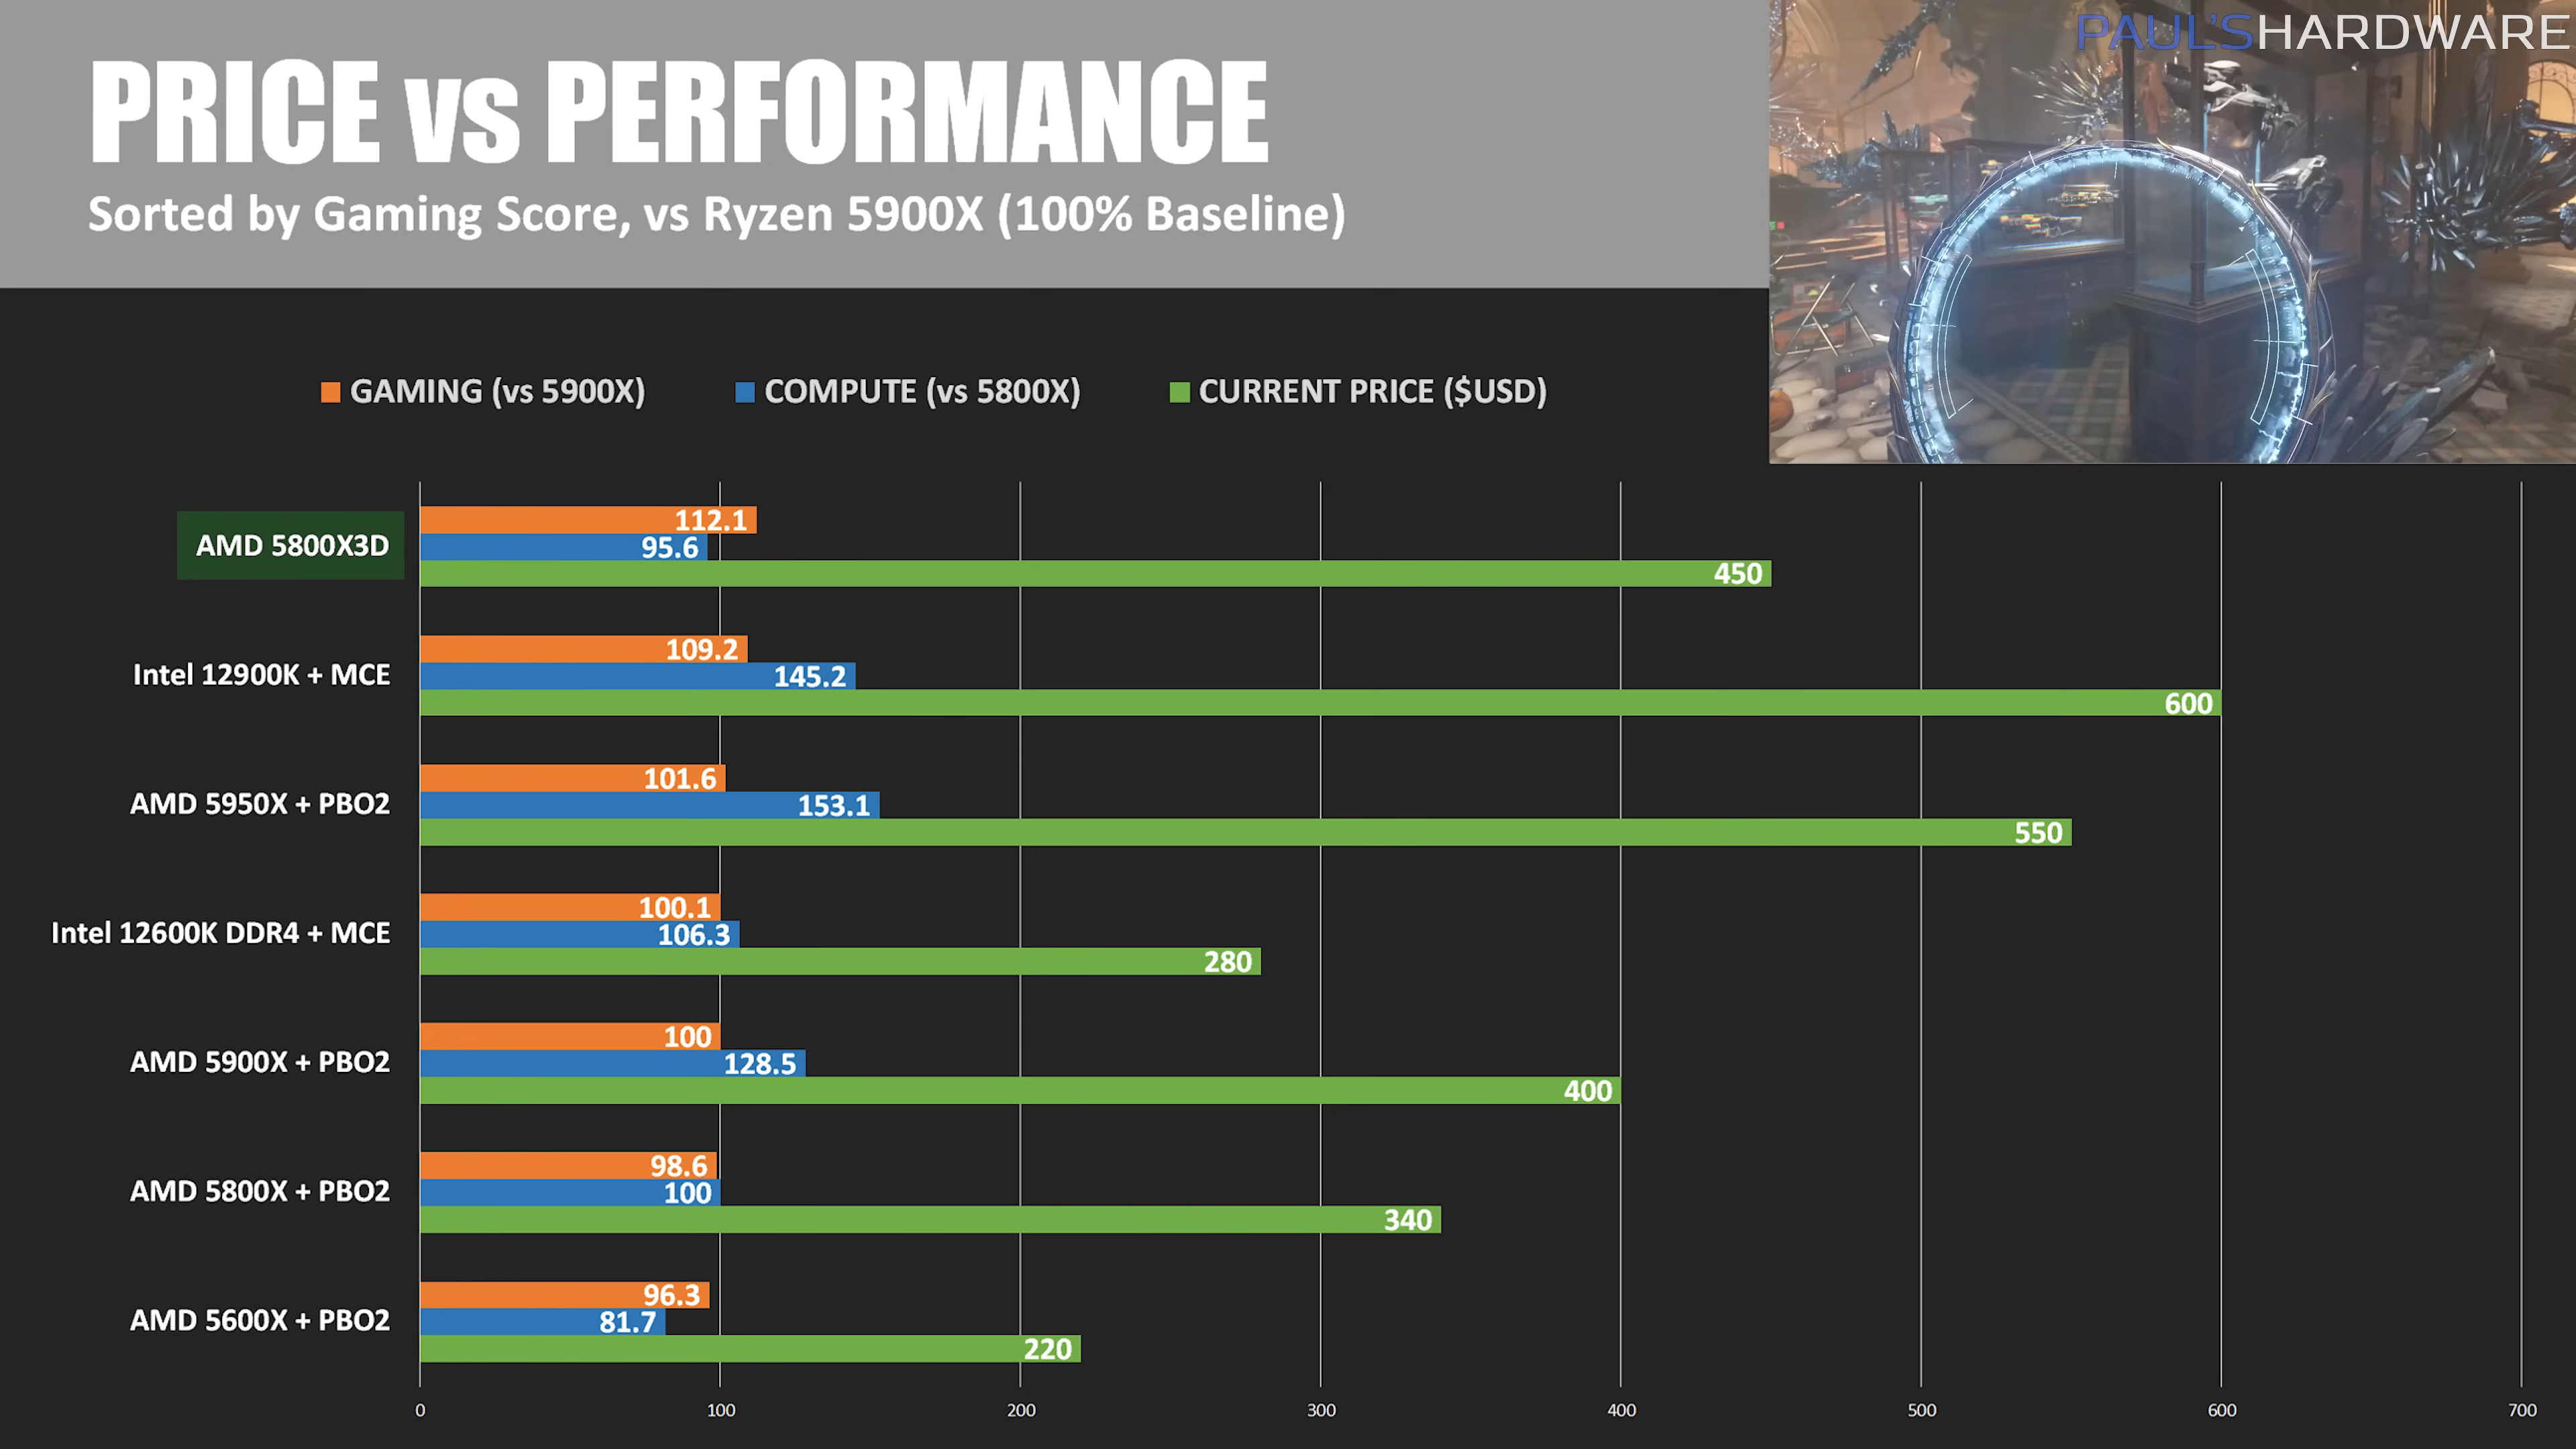 PAUL'SHARDWARE
PRICE vs PERFORMANCE
Sorted by Gaming Score, vs Ryzen 5900X (100% Baseline)
GAMING (vs 5900X) COMPUTE (vs 5800X) CURRENT PRICE ($USD)
AMD 5800X3D
112.1
95.6
450
Intel 12900K + MCE
109.2
145.2
600
AMD 5950X + PBO2
101.6
153.1
550
Intel 12600K DDR4 + MCE
100.1
106.3
280
AMD 5900X + PBO2
100
128.5
400
AMD 5800X + PBO2
98.6
100
340
AMD 5600X + PBO2
96.3
81.7
220
0 100 200 300 400 500 600 700